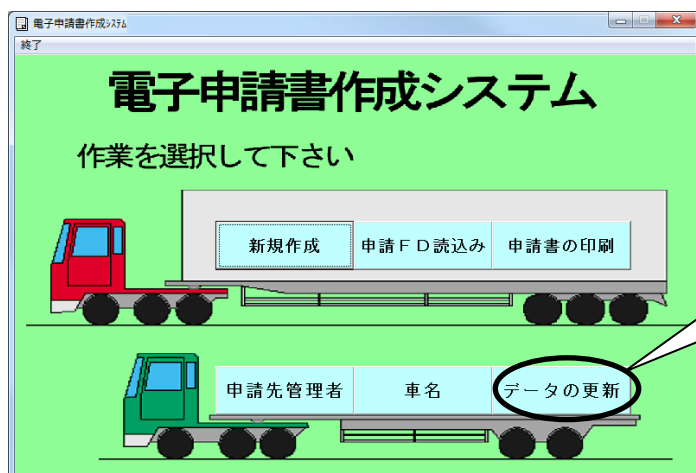 電子申請書作成ｼｽﾃﾑ
終了
電子申請書作成システム
作業を選択して下さい
新規作成 申請ＦＤ読込み 申請書の印刷
申請先管理者 車名 データの更新